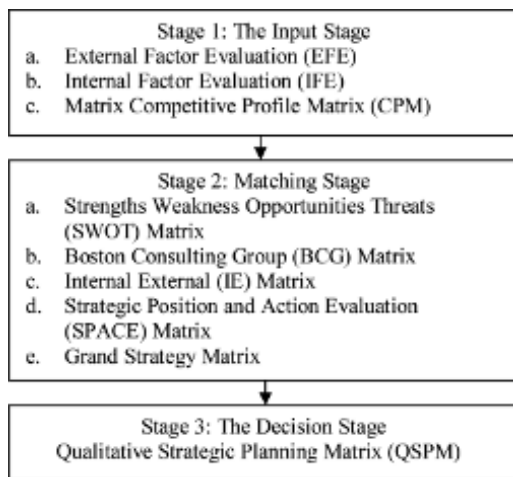 Stage 1: The Input Stage
a. External Factor Evaluation (EFE)
b. Internal Factor Evaluation (IFE)
c. Matrix Competitive Profile Matrix (CPM)
Stage 2: Matching Stage
a. Strengths Weakness Opportunities Threats
(SWOT) Matrix
b. Boston Consulting Group (BCG) Matrix
c. Internal External (IE) Matrix
d. Strategic Position and Action Evaluation
(SPACE) Matrix
e. Grand Strategy Matrix
Stage 3: The Decision Stage
Qualitative Strategic Planning Matrix (QSPM)